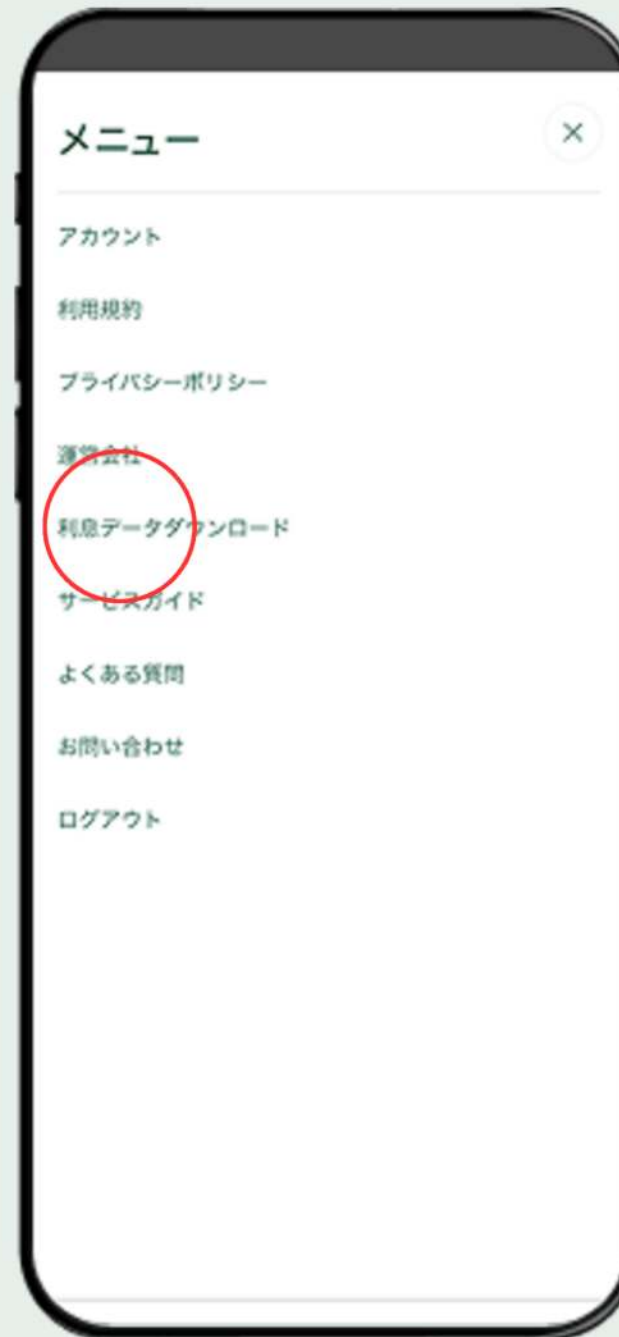 メニュー
アカウント
利用規約
プライバシーポリシー
運営会社
利息データダウンロード
サービスガイド
よくある質問
お問い合わせ
ログアウト